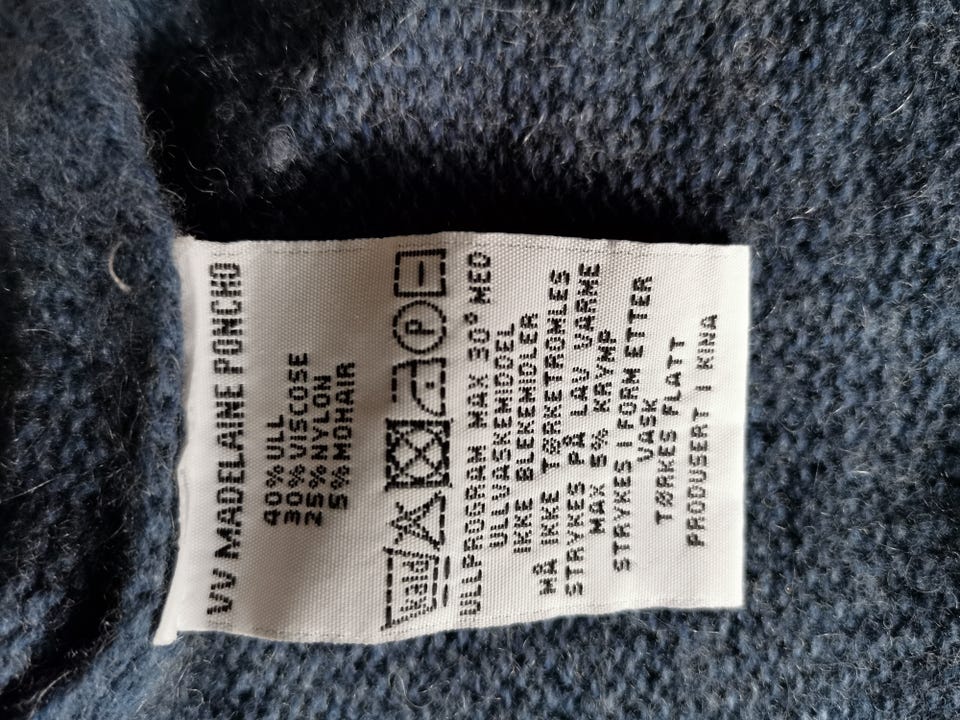 VV MADELAINE PONCHO
40% ULL
30% VISCOSE
25% NYLON
5% MOHAIR
P
ULLPROGRAM MAX 30° MED
ULLVASKEMIDDEL
IKKE BLEKEMIDLER
MÅ IKKE TØRKETROMLES
STRYKES PÅ LAV VARME
MAX 5% KRYMP
STRYKES I FORM ETTER
VASK
TØRKES FLATT
PRODUSERT I KINA